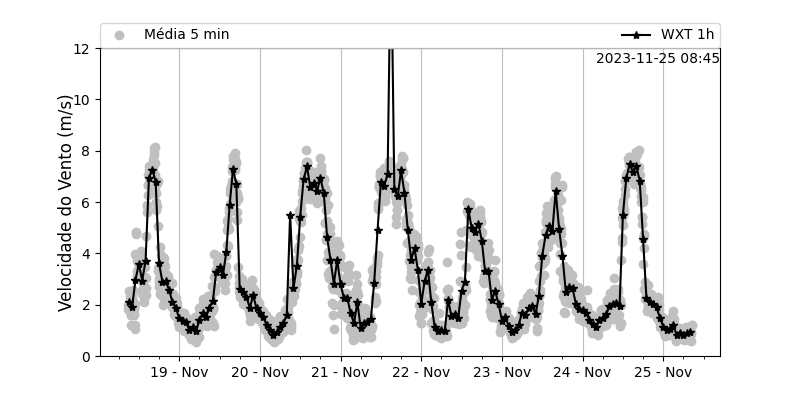 Média 5 min
WXT 1h
2023-11-25 08:45
Velocidade do Vento (m/s)
12
10
8
6
4
2
0
19 - Nov
20 - Nov
21 - Nov
22 - Nov
23 - Nov
24 - Nov
25 - Nov